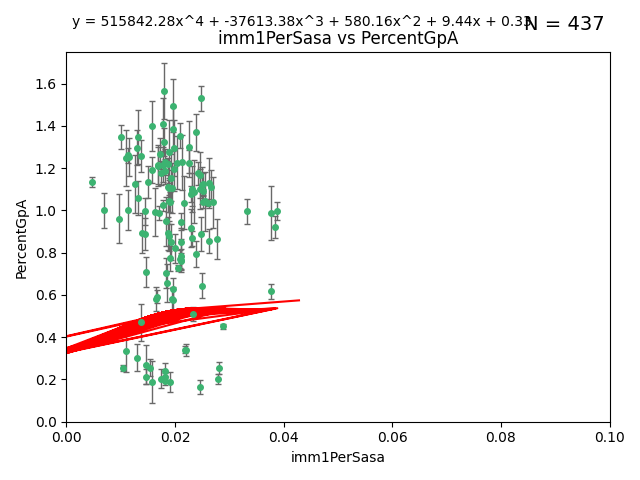 y = 515842.28x^4 + -37613.38x^3 + 580.16x^2 + 9.44x + 0.33
N = 437
imm1PerSasa vs PercentGpA
PercentGpA
1.6
1.4
1.2
1.0
0.8
0.6
0.4
0.2
0.0
0.00 0.02 0.04 0.06 0.08 0.10
imm1PerSasa